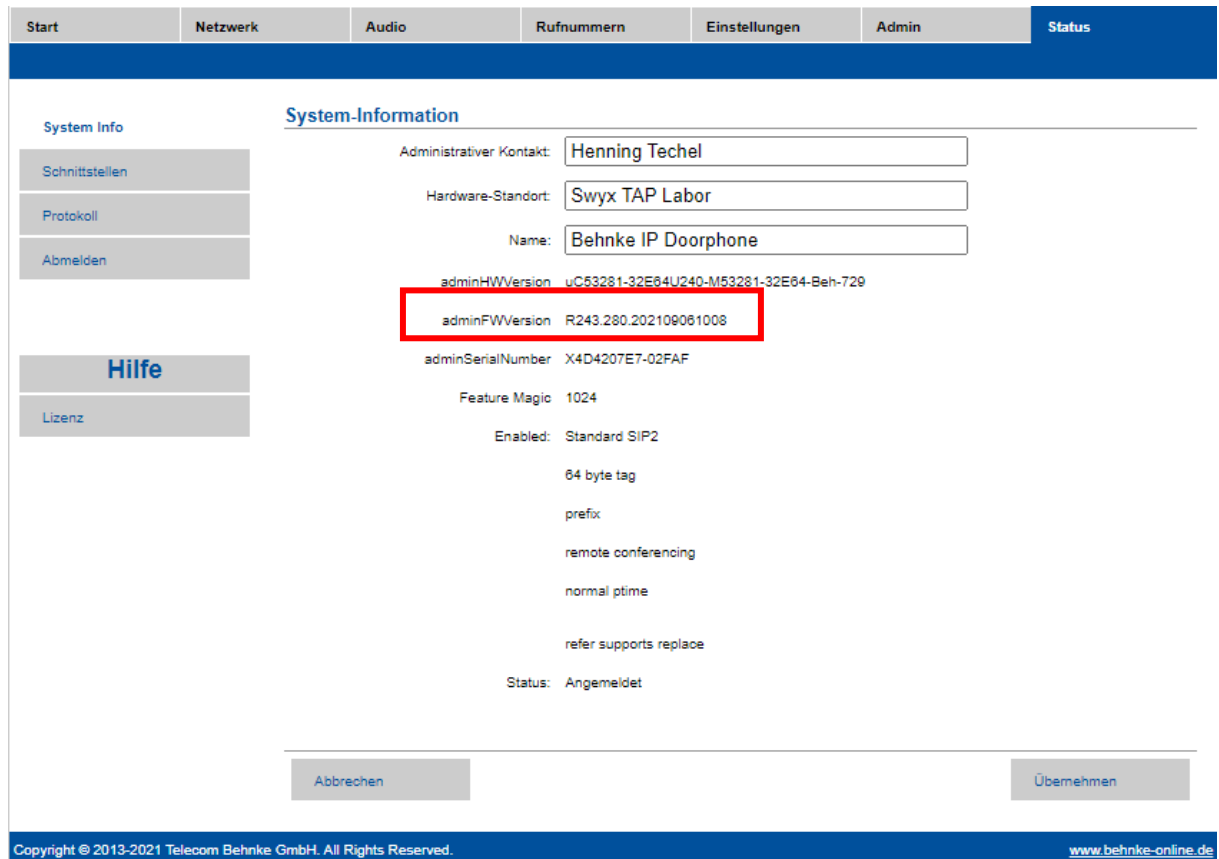 Start Netzwerk Audio Rufnummern Einstellungen Admin Status
System Info
Schnittstellen
Protokoll
Abmelden
Hilfe
Lizenz
System-Information
Administrativer Kontakt: Henning Techel
Hardware-Standort: Swyx TAP Labor
Name: Behnke IP Doorphone
adminHWVersion uC53281-32E64U240-M53281-32E64-Beh-729
adminFWVersion R243.280.202109061008
adminSerialNumber X4D4207E7-02FAF
Feature Magic 1024
Enabled: Standard SIP2
64 byte tag
prefix
remote conferencing
normal ptime
refer supports replace
Status: Angemeldet
Abbrechen Übernehmen
Copyright © 2013-2021 Telecom Behnke GmbH. All Rights Reserved. www.behnke-online.de